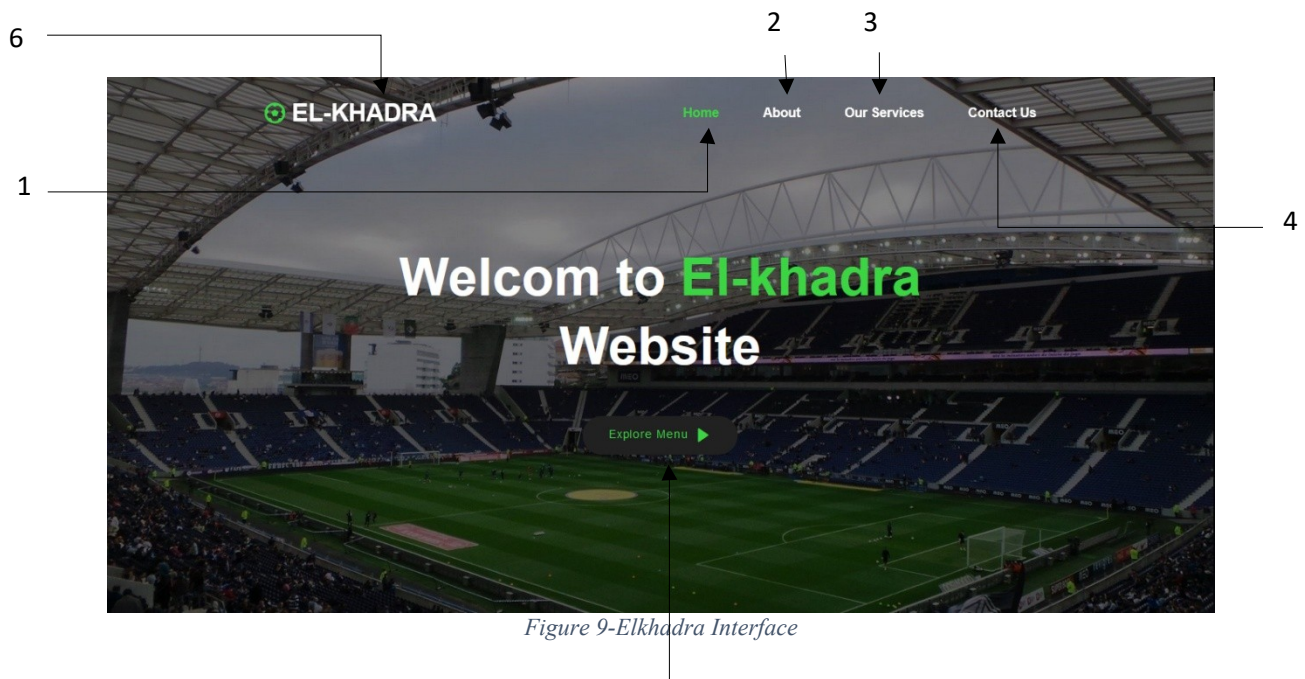 2 3
6
EL-KHADRA Home About Our Services Contact Us
1
4
Welcom to El-khadra
Website
Explore Menu
Figure 9-Elkhadra Interface